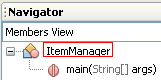 Navigator
Members View
ItemManager
main(String[] args)